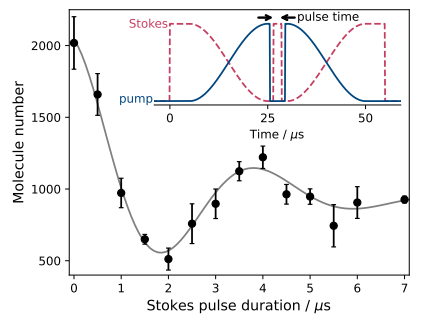 pulse time
Stokes
pump
0 25 50
Time / μs
2000
1500
1000
500
Molecule number
0 1 2 3 4 5 6 7
Stokes pulse duration / μs